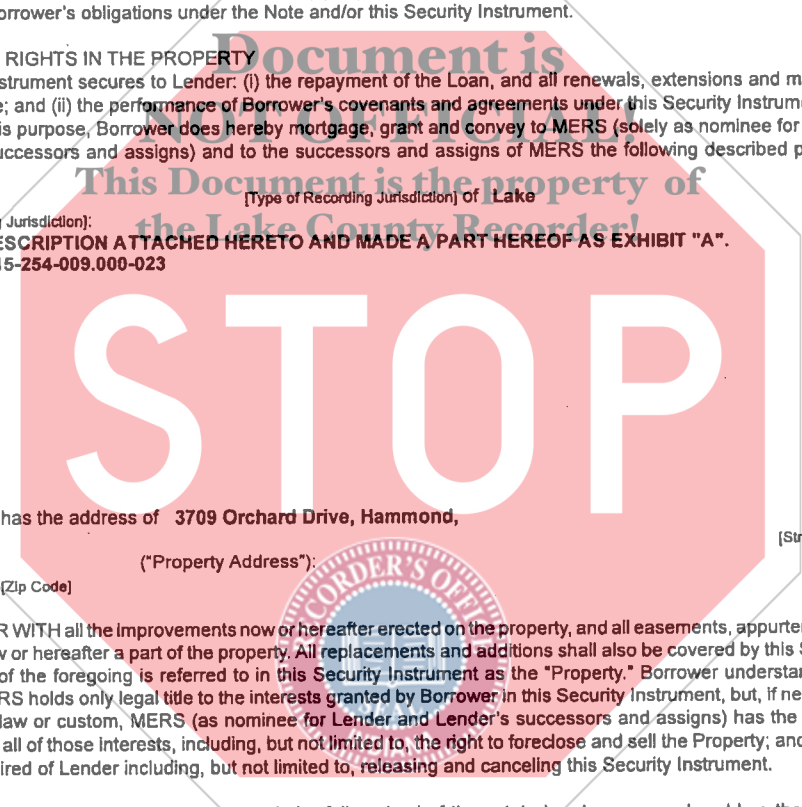 orrower's obligations under the Note and/or this Security Instrument.
RIGHTS IN THE PROPERTY
Document is
strument secures to Lender: (i) the repayment of the Loan, and all renewals, extensions and m
e; and (ii) the performance of Borrower's covenants and agreements under this Security Instrume
NOT OFFICIAL!
is purpose, Borrower does hereby mortgage, grant and convey to MERS (solely as nominee for
uccessors and assigns) and to the successors and assigns of MERS the following described p
This Document is the property of
[Type of Recording Jurisdiction] of Lake
g Jurisdiction]:
the Lake County Recorder!
ESCRIPTION ATTACHED HERETO AND MADE A PART HEREOF AS EXHIBIT "A".
15-254-009.000-023
STOP
has the address of 3709 Orchard Drive, Hammond,
[Str
("Property Address"):
[Zip Code]
RECORDER'S OFFI
R WITH all the improvements now or hereafter erected on the property, and all easements, appurte
w or hereafter a part of the property. All replacements and additions shall also be covered by this S
of the foregoing is referred to in this Security Instrument as the "Property." Borrower understan
ERS holds only legal title to the interests granted by Borrower in this Security Instrument, but, if ne
law or custom, MERS (as nominee for Lender and Lender's successors and assigns) has the
SEAL
all of those interests, including, but not limited to, the right to foreclose and sell the Property; and
ired of Lender including, but not limited to, releasing and canceling this Security Instrument.